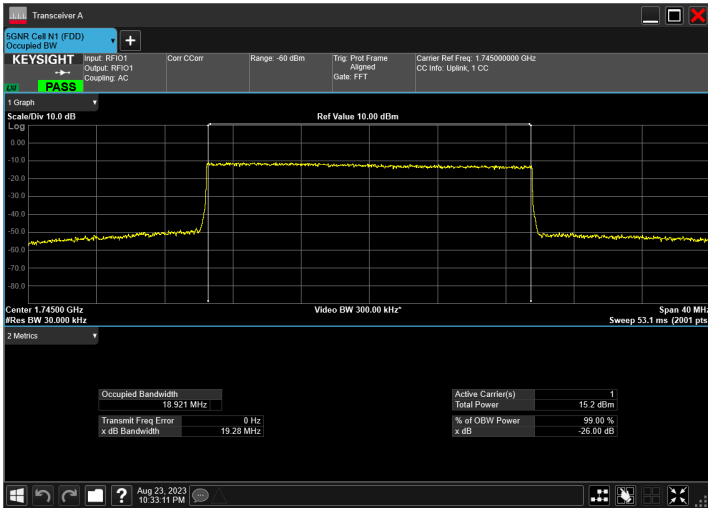 Transceiver A
5GNR Cell N1 (FDD)
Occupied BW
KEYSIGHT
LXI
PASS
Input: RFIO1
Output: RFIO1
Coupling: AC
Corr CCorr
Range: -60 dBm
Trig: Prot Frame
Aligned
Gate: FFT
Carrier Ref Freq: 1.745000000 GHz
CC Info: Uplink, 1 CC
1 Graph
Scale/Div 10.0 dB
Ref Value 10.00 dBm
Log
0.00
-10.0
-20.0
-30.0
-40.0
-50.0
-60.0
-70.0
-80.0
Center 1.74500 GHz
Video BW 300.00 kHz*
Span 40 MHz
#Res BW 30.000 kHz
Sweep 53.1 ms (2001 pts
2 Metrics
Occupied Bandwidth
18.921 MHz
Transmit Freq Error 0 Hz
x dB Bandwidth 19.28 MHz
Active Carrier(s) 1
Total Power 15.2 dBm
% of OBW Power 99.00 %
x dB -26.00 dB
Aug 23, 2023
10:33:11 PM